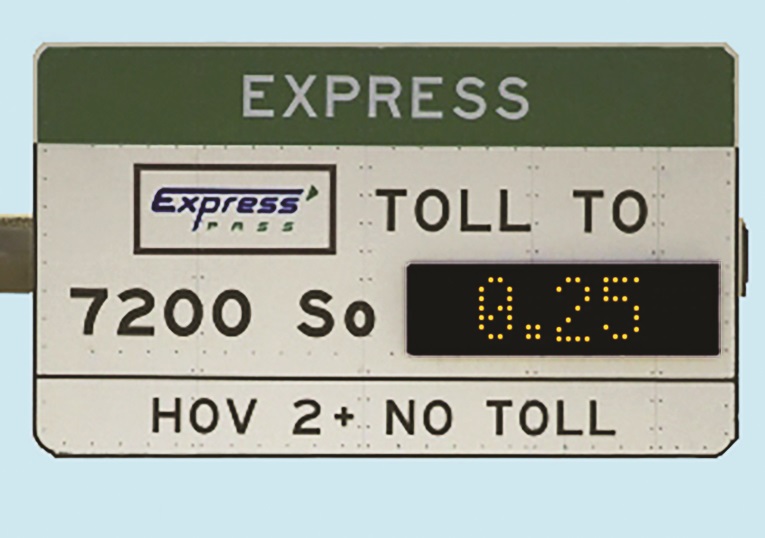 EXPRESS
Express PASS TOLL TO
7200 So 0.25
HOV 2+ NO TOLL